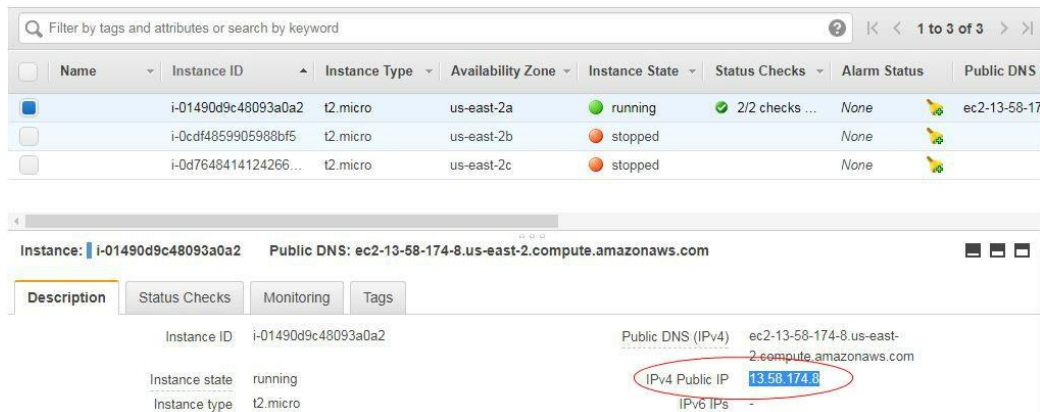 Filter by tags and attributes or search by keyword 1 to 3 of 3
Name Instance ID Instance Type Availability Zone Instance State Status Checks Alarm Status Public DNS
i-01490d9c48093a0a2 t2.micro us-east-2a running 2/2 checks ... None ec2-13-58-17
i-0cdf4859905988bf5 t2.micro us-east-2b stopped None
i-0d7648414124266... t2.micro us-east-2c stopped None
Instance: i-01490d9c48093a0a2 Public DNS: ec2-13-58-174-8.us-east-2.compute.amazonaws.com
Description Status Checks Monitoring Tags
Instance ID i-01490d9c48093a0a2 Public DNS (IPv4) ec2-13-58-174-8.us-east-
2.compute.amazonaws.com
Instance state running IPv4 Public IP 13.58.174.8
Instance type t2.micro IPv6 IPs -